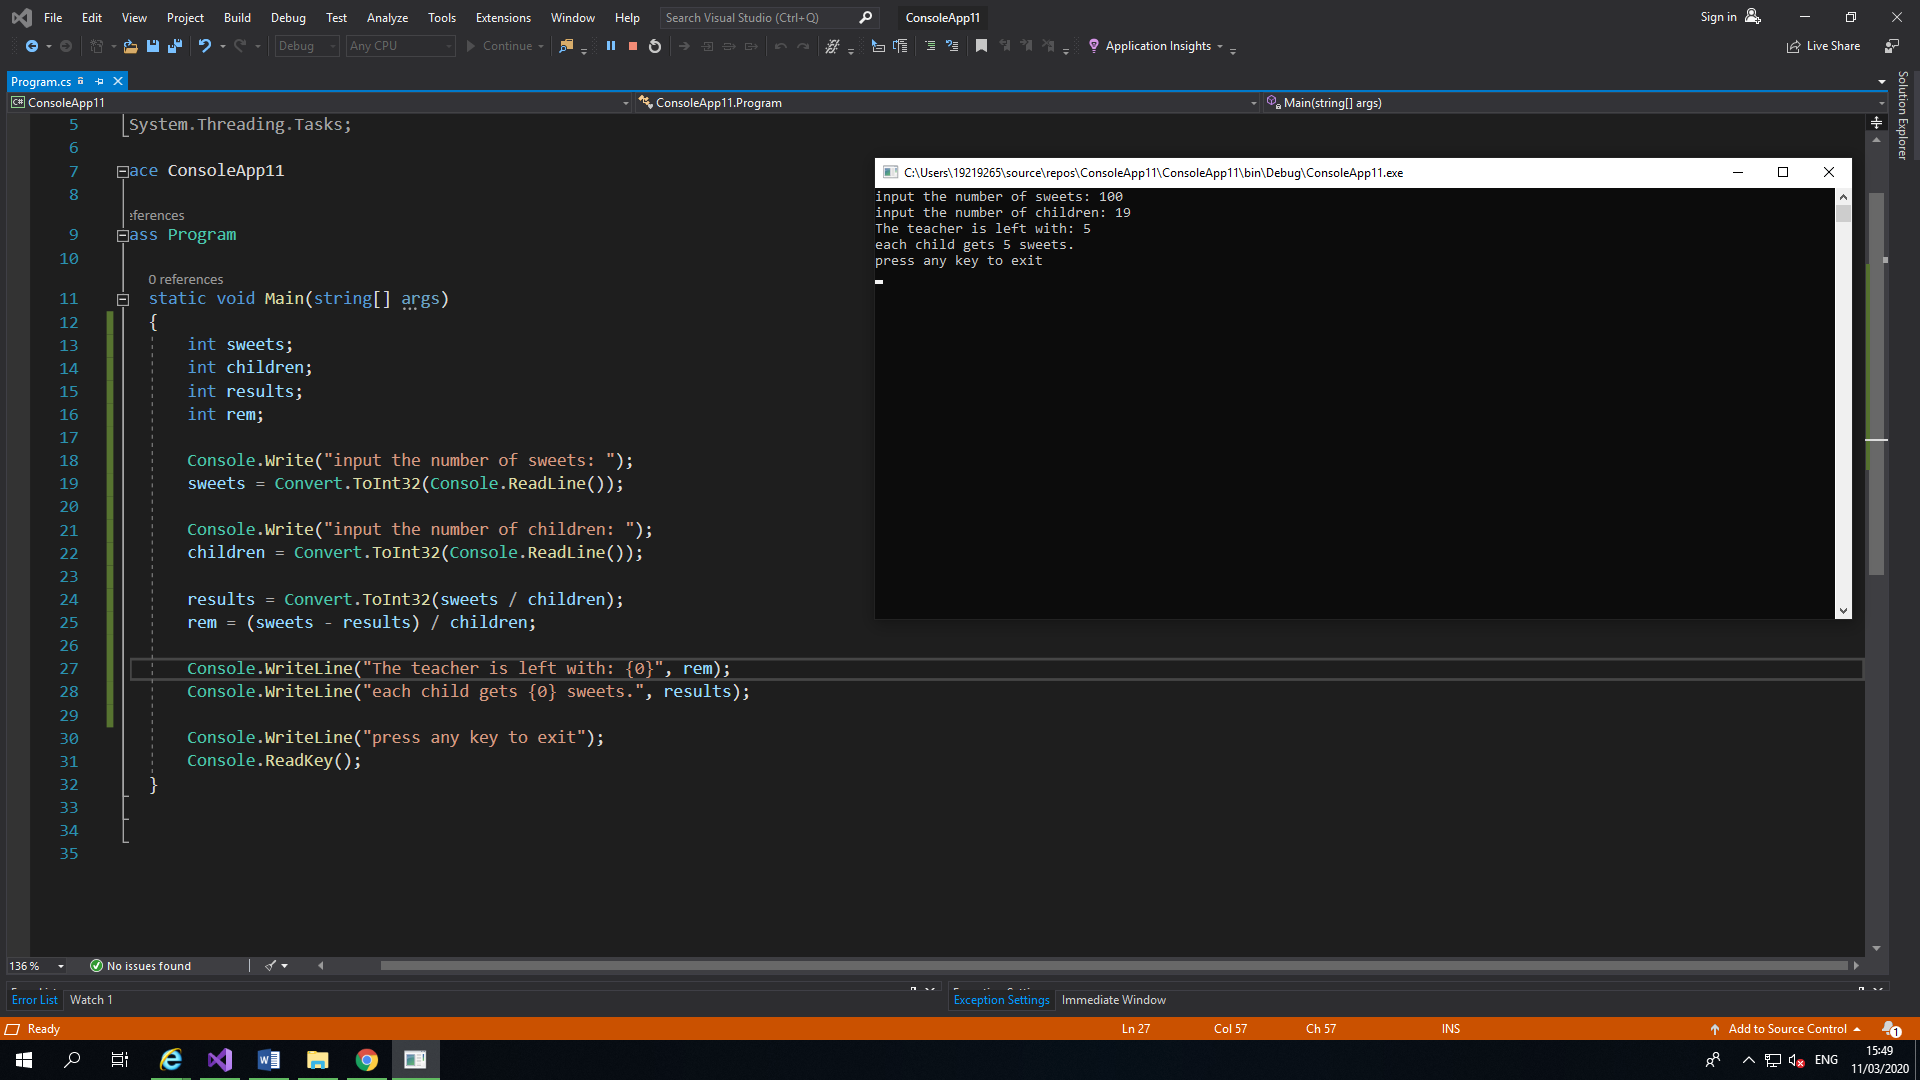 File Edit View Project Build Debug Test Analyze Tools Extensions Window Help Search Visual Studio (Ctrl+Q) ConsoleApp11 Sign in
Debug Any CPU Continue Application Insights Live Share
Program.cs
ConsoleApp11 ConsoleApp11.Program Main(string[] args)
Solution Explorer
5 System.Threading.Tasks;
6
7 ace ConsoleApp11
8
eferences
9 ass Program
10
0 references
11 static void Main(string[] args)
12 {
13 int sweets;
14 int children;
15 int results;
16 int rem;
17
18 Console.Write("input the number of sweets: ");
19 sweets = Convert.ToInt32(Console.ReadLine());
20
21 Console.Write("input the number of children: ");
22 children = Convert.ToInt32(Console.ReadLine());
23
24 results = Convert.ToInt32(sweets / children);
25 rem = (sweets - results) / children;
26
27 Console.WriteLine("The teacher is left with: {0}", rem);
28 Console.WriteLine("each child gets {0} sweets.", results);
29
30 Console.WriteLine("press any key to exit");
31 Console.ReadKey();
32 }
33
34
35
C:\Users\19219265\source\repos\ConsoleApp11\ConsoleApp11\bin\Debug\ConsoleApp11.exe
input the number of sweets: 100
input the number of children: 19
The teacher is left with: 5
each child gets 5 sweets.
press any key to exit
136 % No issues found
Error List Watch 1 Exception Settings Immediate Window
Ready Ln 27 Col 57 Ch 57 INS Add to Source Control 1
ENG 15:49
11/03/2020